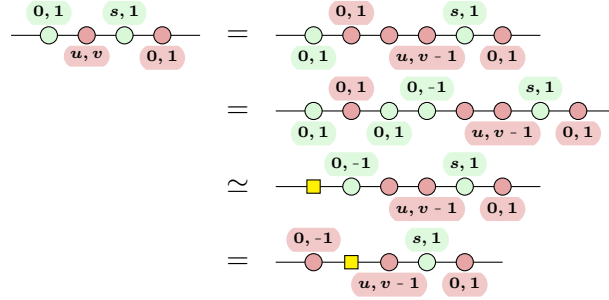 0, 1 s, 1 = 0, 1 s, 1
u, v 0, 1 0, 1 u, v - 1 0, 1
= 0, 1 0, -1 s, 1
0, 1 0, 1 u, v - 1 0, 1
≃ 0, -1 s, 1
u, v - 1 0, 1
= 0, -1 s, 1
u, v - 1 0, 1